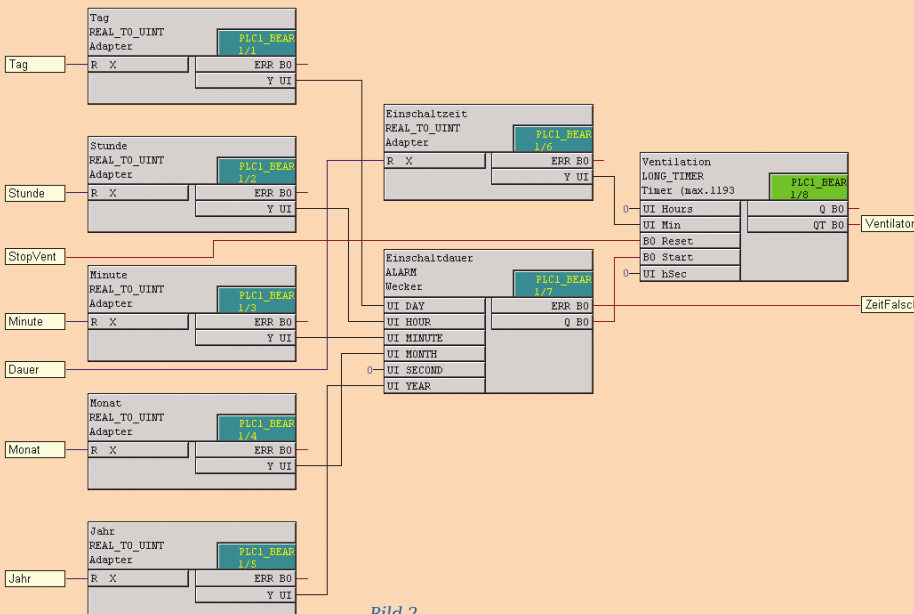 Tag
REAL_TO_UINT
Adapter
PLC1_BEAR
1/1
Tag
R X
ERR BO
Y UI
Stunde
REAL_TO_UINT
Adapter
PLC1_BEAR
1/2
Stunde
R X
ERR BO
Y UI
StopVent
Minute
REAL_TO_UINT
Adapter
PLC1_BEAR
1/3
Minute
R X
ERR BO
Y UI
Dauer
Monat
REAL_TO_UINT
Adapter
PLC1_BEAR
1/4
Monat
R X
ERR BO
Y UI
Jahr
REAL_TO_UINT
Adapter
PLC1_BEAR
1/5
Jahr
R X
ERR BO
Y UI
Einschaltzeit
REAL_TO_UINT
Adapter
PLC1_BEAR
1/6
R X
ERR BO
Y UI
Einschaltdauer
ALARM
Wecker
PLC1_BEAR
1/7
UI DAY
ERR BO
UI HOUR
Q BO
UI MINUTE
UI MONTH
0 UI SECOND
UI YEAR
Ventilation
LONG_TIMER
Timer (max.1193
PLC1_BEAR
1/8
0 UI Hours
Q BO
UI Min
QT BO
BO Reset
BO Start
0 UI hSec
Ventilator
ZeitFalsch
Bild 2